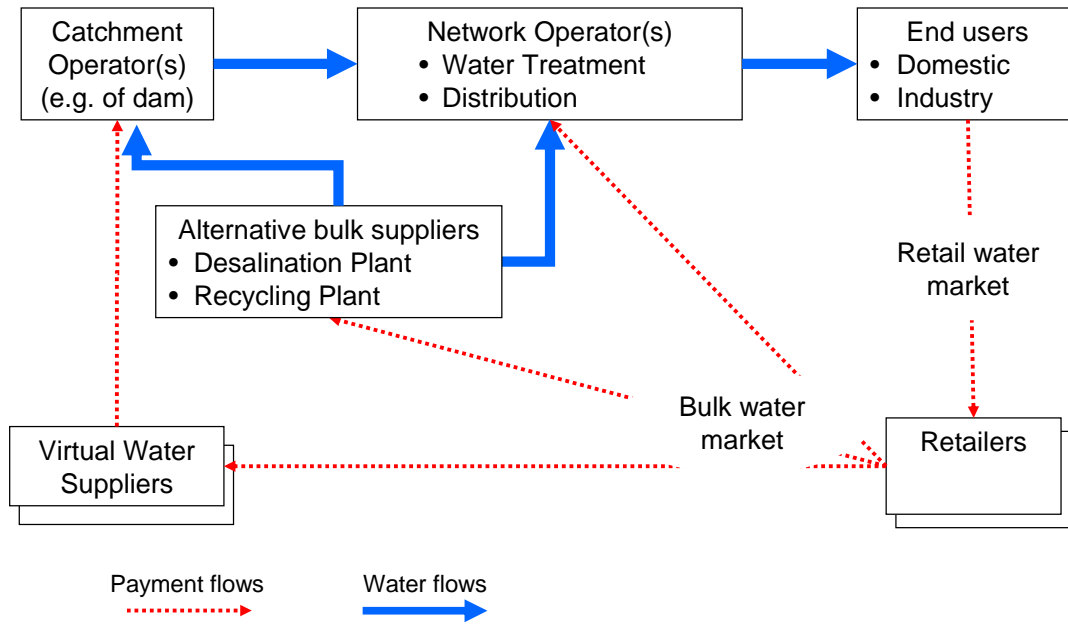 Catchment
Operator(s)
(e.g. of dam)
Network Operator(s)
• Water Treatment
• Distribution
End users
• Domestic
• Industry
Alternative bulk suppliers
• Desalination Plant
• Recycling Plant
Retail water
market
Bulk water
market
Virtual Water
Suppliers
Retailers
Payment flows
Water flows